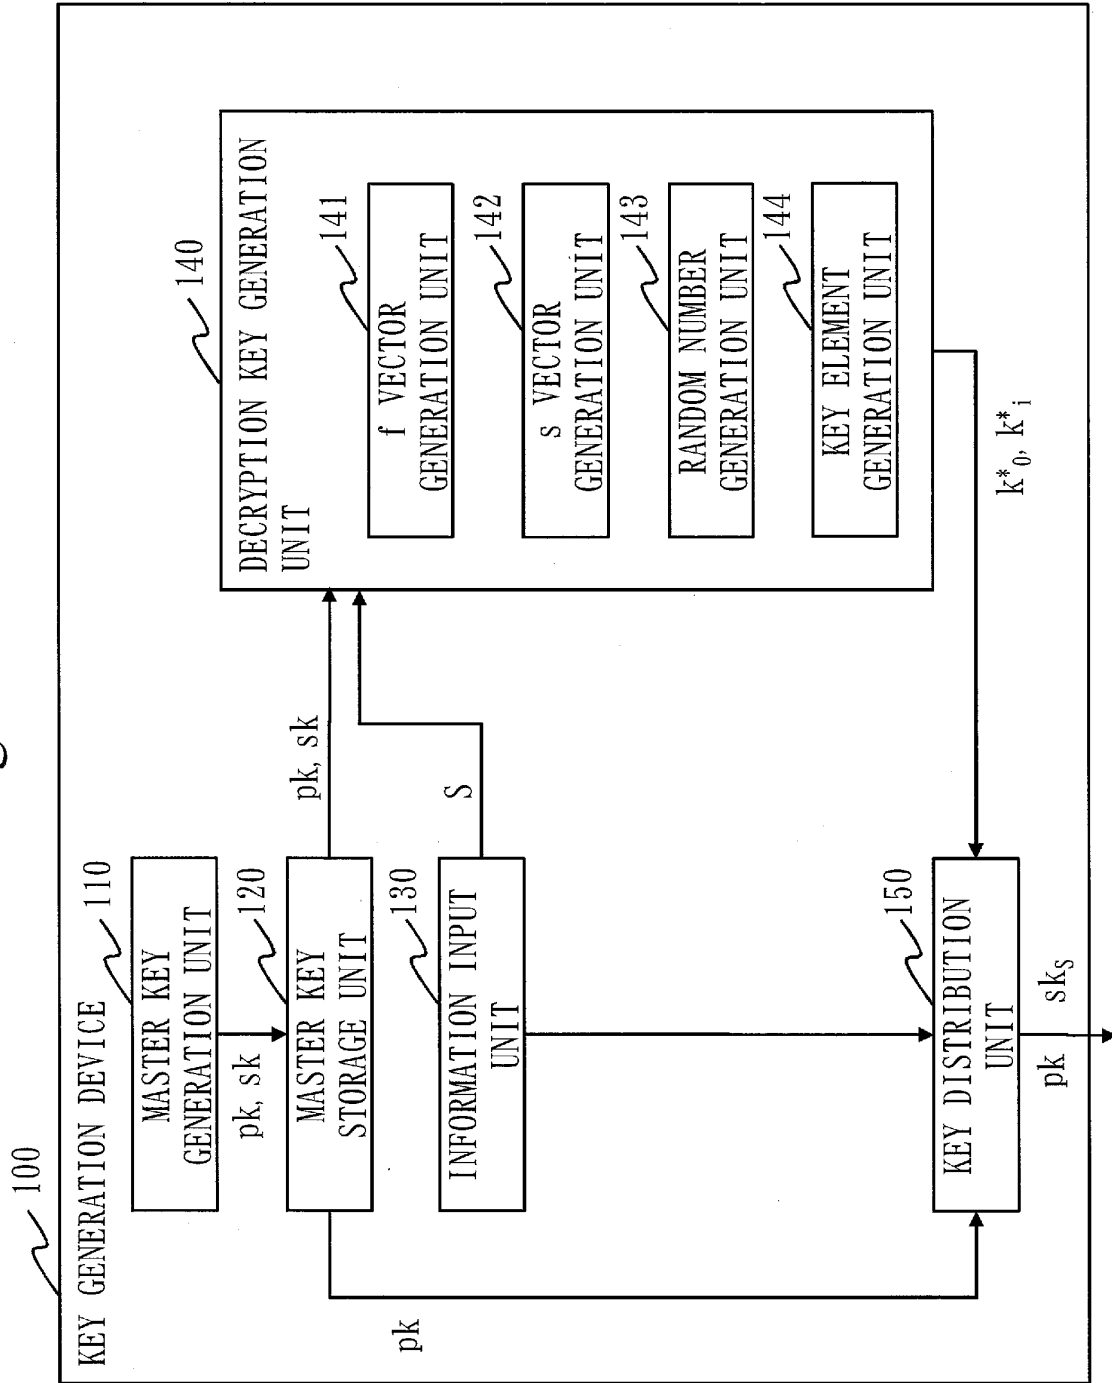 100
KEY GENERATION DEVICE
110
MASTER KEY
GENERATION UNIT
pk, sk
120
MASTER KEY
STORAGE UNIT
pk, sk
pk
130
INFORMATION INPUT
UNIT
S
140
DECRYPTION KEY GENERATION
UNIT
141
f VECTOR
GENERATION UNIT
142
s VECTOR
GENERATION UNIT
143
RANDOM NUMBER
GENERATION UNIT
144
KEY ELEMENT
GENERATION UNIT
k*0, k*i
150
KEY DISTRIBUTION
UNIT
pk skS